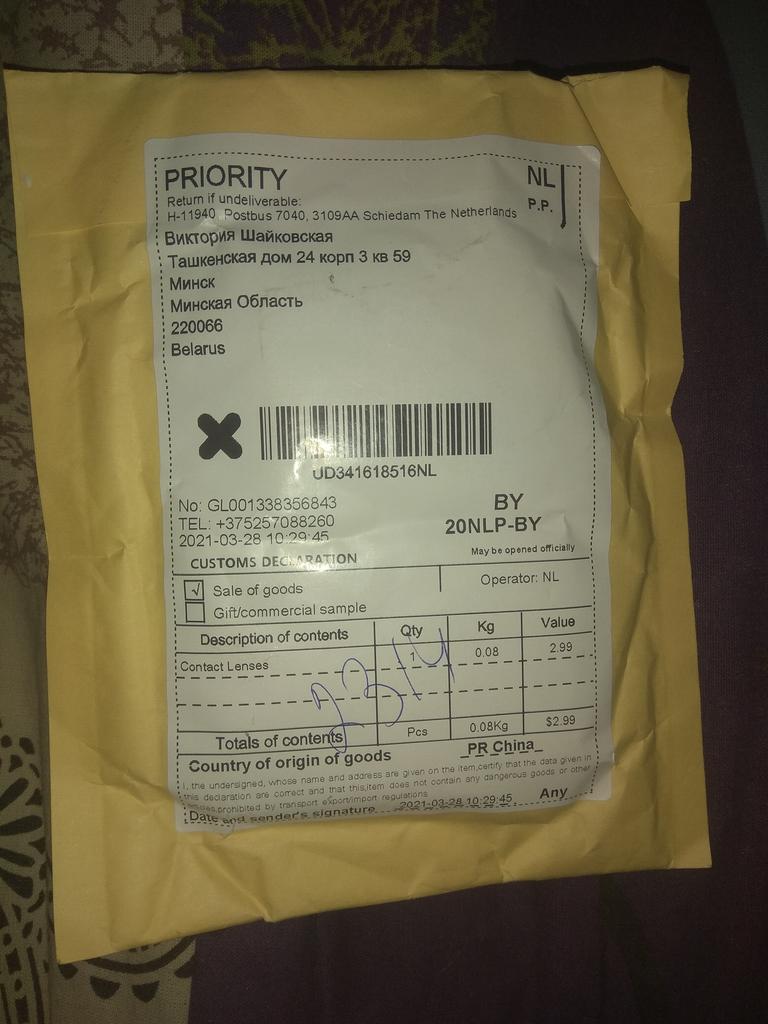 PRIORITY
NL
Return if undeliverable:
P.P.
H-11940 Postbus 7040, 3109AA Schiedam The Netherlands
Виктория Шайковская
Ташкенская дом 24 корп 3 кв 59
Минск
Минская Область
220066
Belarus
UD341618516NL
No: GL001338356843
BY
TEL: +375257088260
20NLP-BY
2021-03-28 10:29:45
May be opened officially
CUSTOMS DECLARATION
√ Sale of goods
Operator: NL
Gift/commercial sample
Description of contents Qty Kg Value
Contact Lenses 1 0.08 2.99
2314
Totals of contents Pcs 0.08Kg $2.99
Country of origin of goods PR China
I, the undersigned, whose name and address are given on the item,certify that the data given in
this declaration are correct and that this,item does not contain any dangerous goods or other
prohibited by transport export/import regulations
Date and sender's signature 2021-03-28 10:29:45 Any